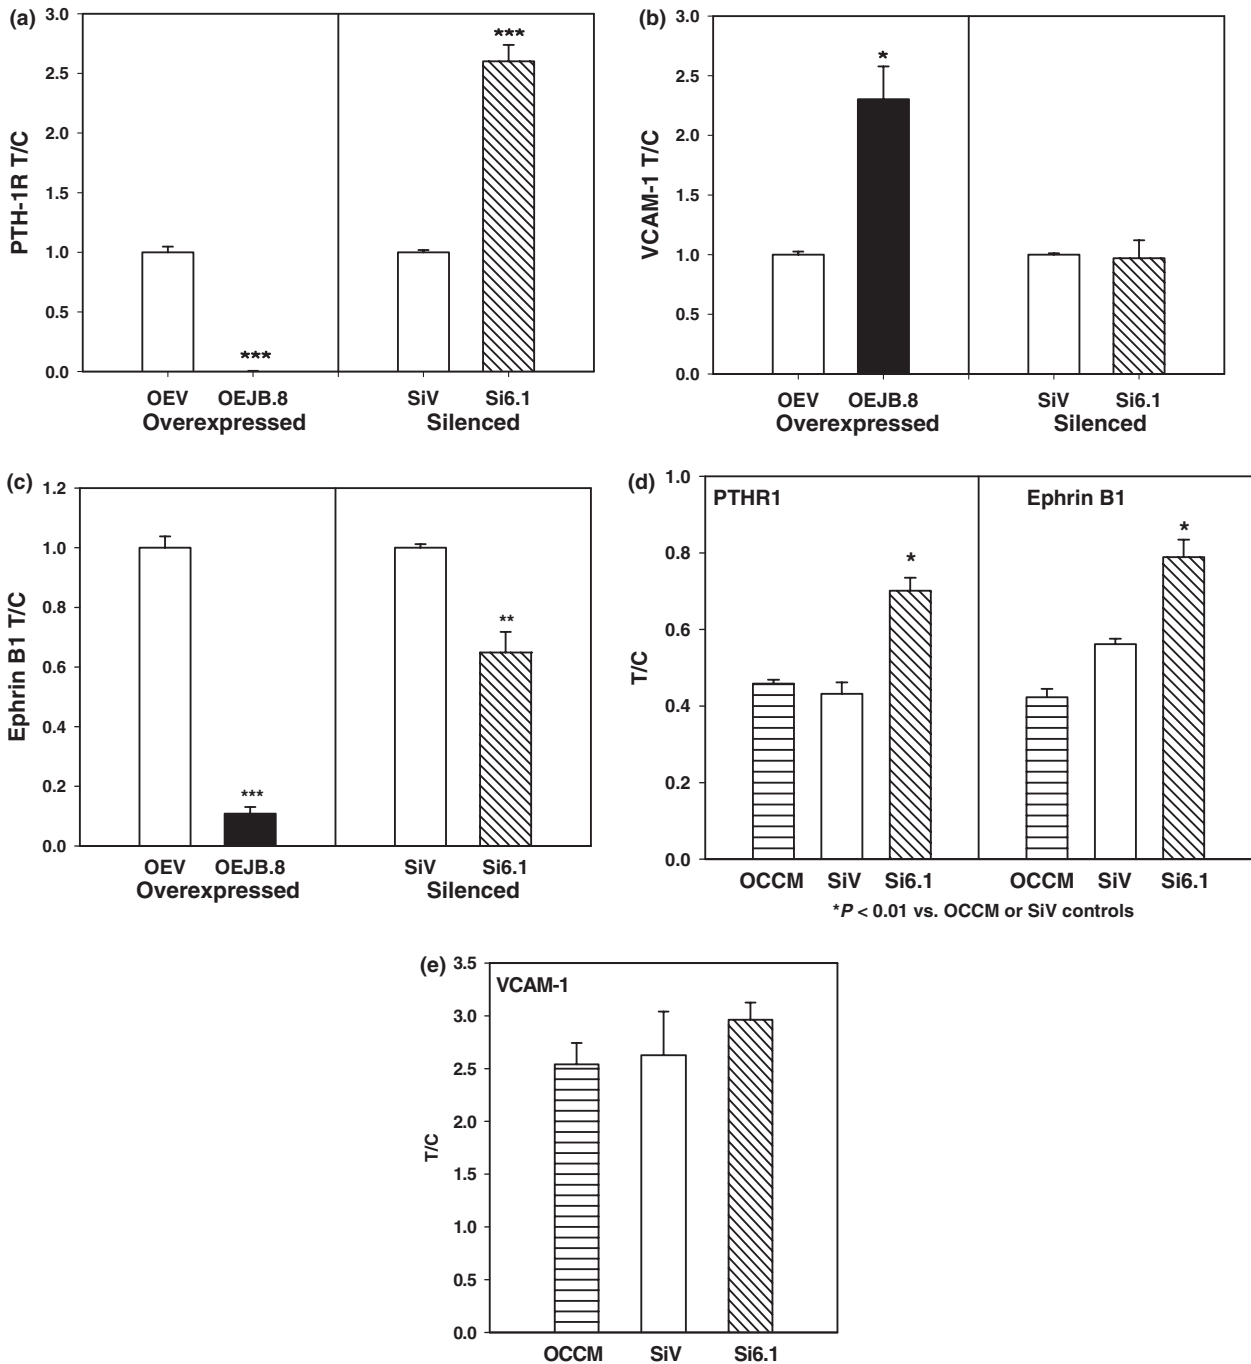 (a)
PTH-1R T/C
3.0
2.5
2.0
1.5
1.0
0.5
0.0
***
***
OEV OEJB.8 SiV Si6.1
Overexpressed Silenced
(b)
VCAM-1 T/C
3.0
2.5
2.0
1.5
1.0
0.5
0.0
*
OEV OEJB.8 SiV Si6.1
Overexpressed Silenced
(c)
Ephrin B1 T/C
1.2
1.0
0.8
0.6
0.4
0.2
0.0
***
**
OEV OEJB.8 SiV Si6.1
Overexpressed Silenced
(d)
T/C
1.0
0.8
0.6
0.4
0.2
0.0
PTHR1 Ephrin B1
*
*
OCCM SiV Si6.1 OCCM SiV Si6.1
*P < 0.01 vs. OCCM or SiV controls
(e)
T/C
3.5
3.0
2.5
2.0
1.5
1.0
0.5
0.0
VCAM-1
OCCM SiV Si6.1